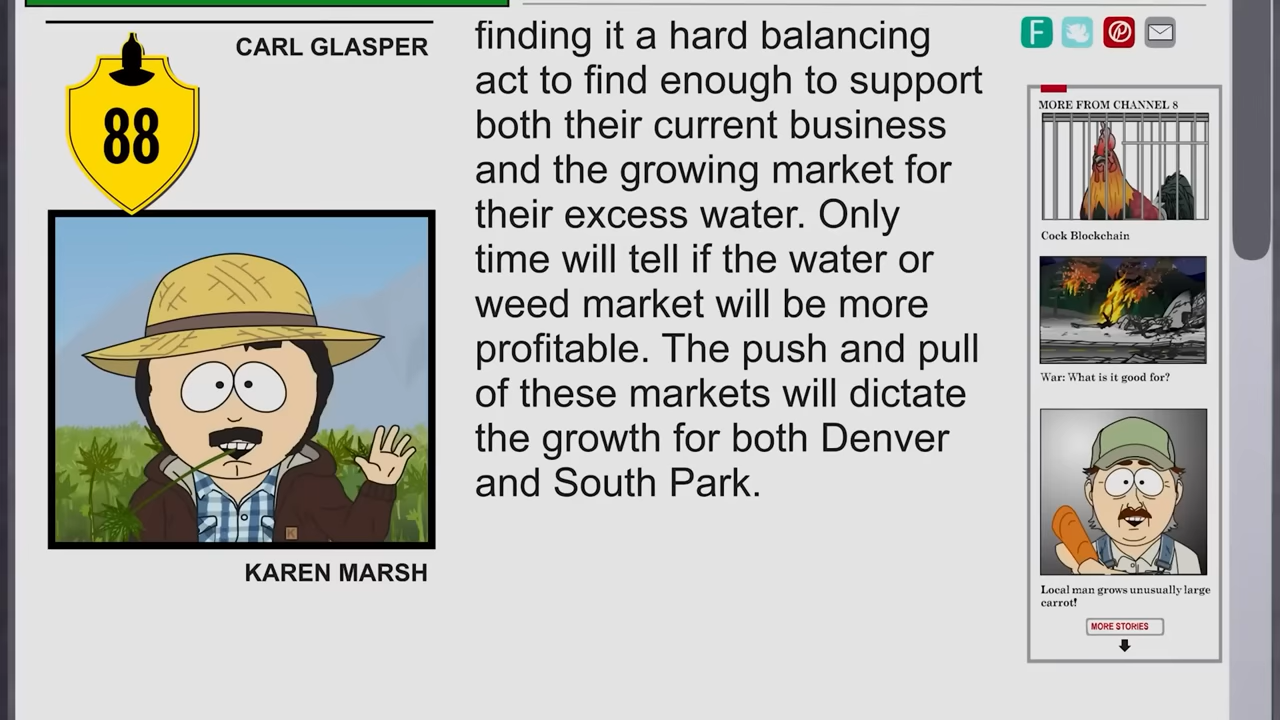 CARL GLASPER
88
KAREN MARSH
finding it a hard balancing
act to find enough to support
both their current business
and the growing market for
their excess water. Only
time will tell if the water or
weed market will be more
profitable. The push and pull
of these markets will dictate
the growth for both Denver
and South Park.
F
MORE FROM CHANNEL 8
Cock Blockchain
War: What is it good for?
Local man grows unusually large
carrot!
MORE STORIES